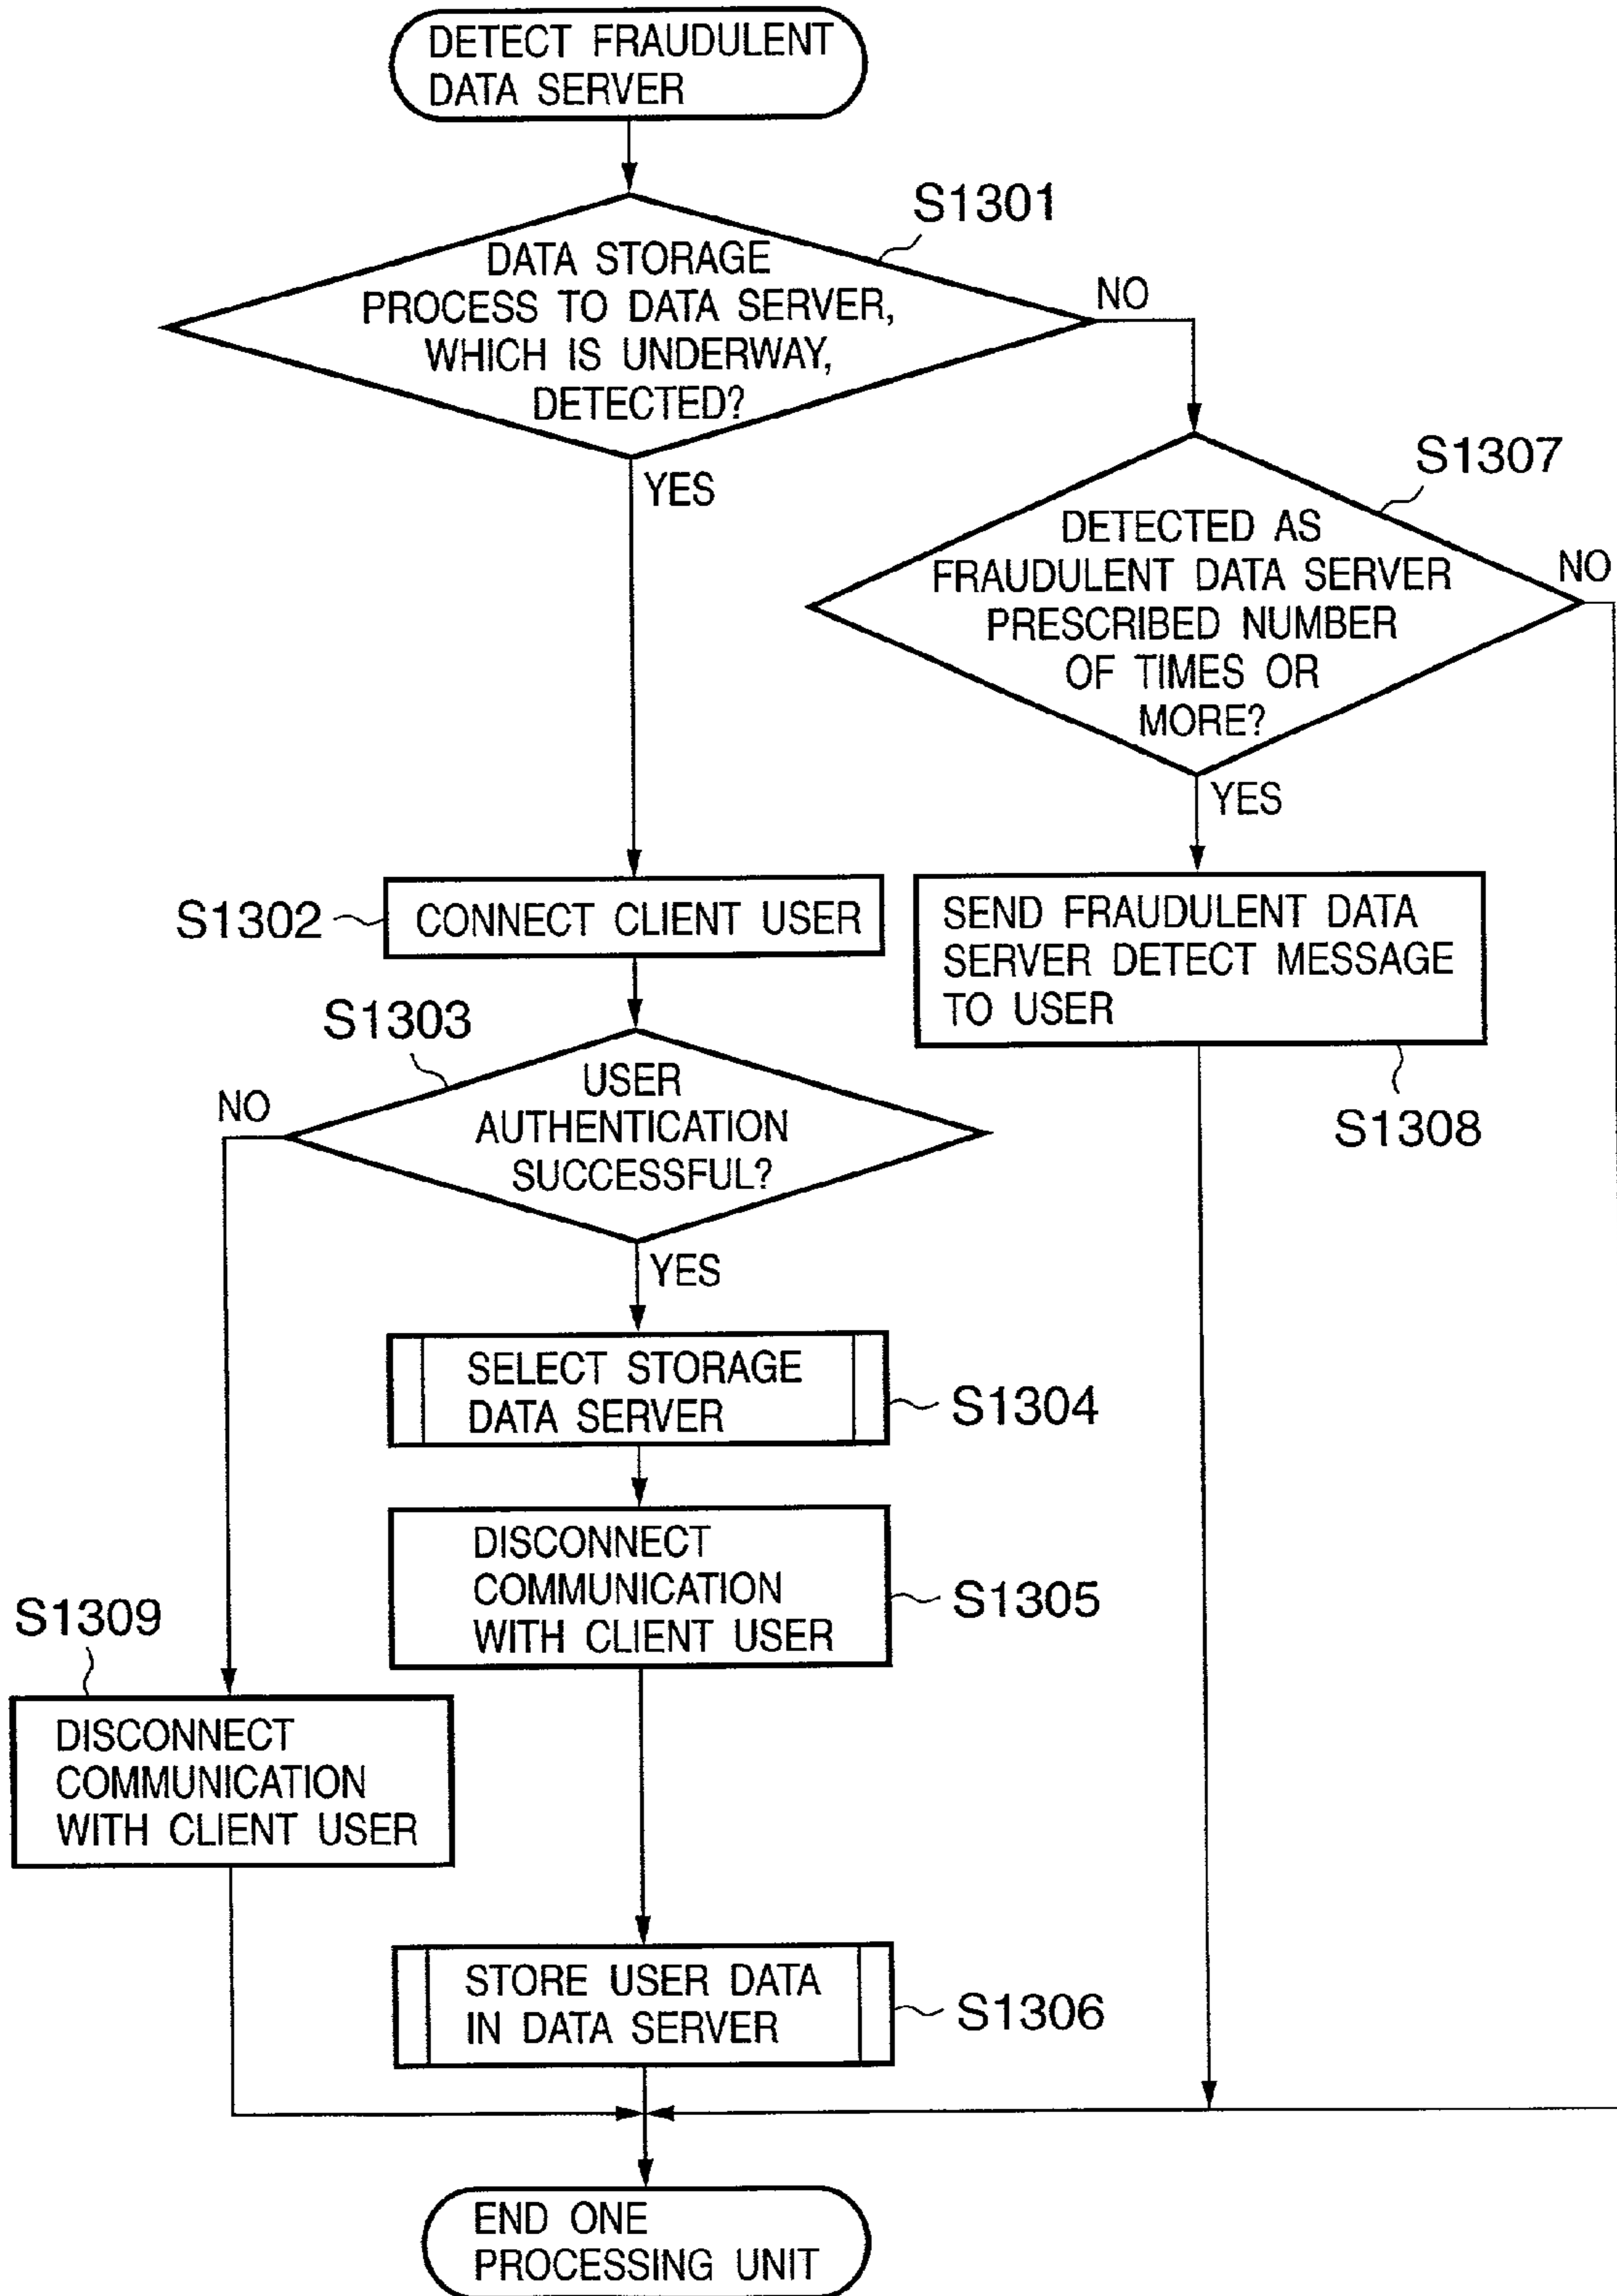 DETECT FRAUDULENT
DATA SERVER
S1301
DATA STORAGE
PROCESS TO DATA SERVER,
WHICH IS UNDERWAY,
DETECTED?
NO
YES
S1307
DETECTED AS
FRAUDULENT DATA SERVER
PRESCRIBED NUMBER
OF TIMES OR
MORE?
NO
YES
S1302
CONNECT CLIENT USER
SEND FRAUDULENT DATA
SERVER DETECT MESSAGE
TO USER
S1308
S1303
USER
AUTHENTICATION
SUCCESSFUL?
NO
YES
SELECT STORAGE
DATA SERVER
S1304
DISCONNECT
COMMUNICATION
WITH CLIENT USER
S1305
S1309
DISCONNECT
COMMUNICATION
WITH CLIENT USER
STORE USER DATA
IN DATA SERVER
S1306
END ONE
PROCESSING UNIT